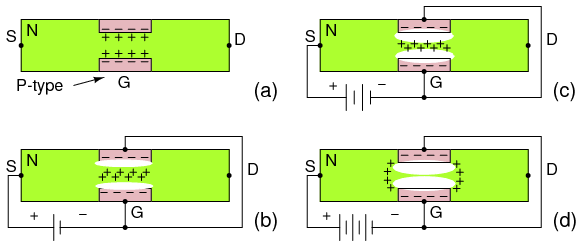 S N D
− − − −
+ + + +
+ + + +
− − − −
P-type G (a)
S N D
− − − −
+ + + +
+ + + +
− − − −
+ − G (c)
S N D
− − − −
+ + + +
+ + + +
− − − −
+ − G (b)
S N D
− − − −
+ +
+ +
+ +
+ +
− − − −
+ − G (d)